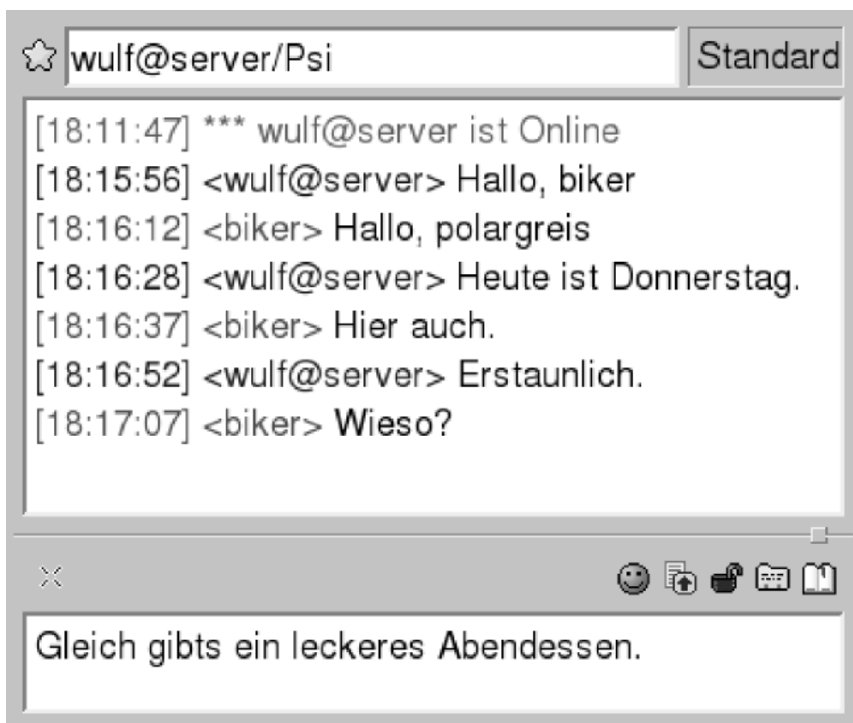 wulf@server/Psi Standard
[18:11:47] *** wulf@server ist Online
[18:15:56] <wulf@server> Hallo, biker
[18:16:12] <biker> Hallo, polargreis
[18:16:28] <wulf@server> Heute ist Donnerstag.
[18:16:37] <biker> Hier auch.
[18:16:52] <wulf@server> Erstaunlich.
[18:17:07] <biker> Wieso?
Gleich gibts ein leckeres Abendessen.